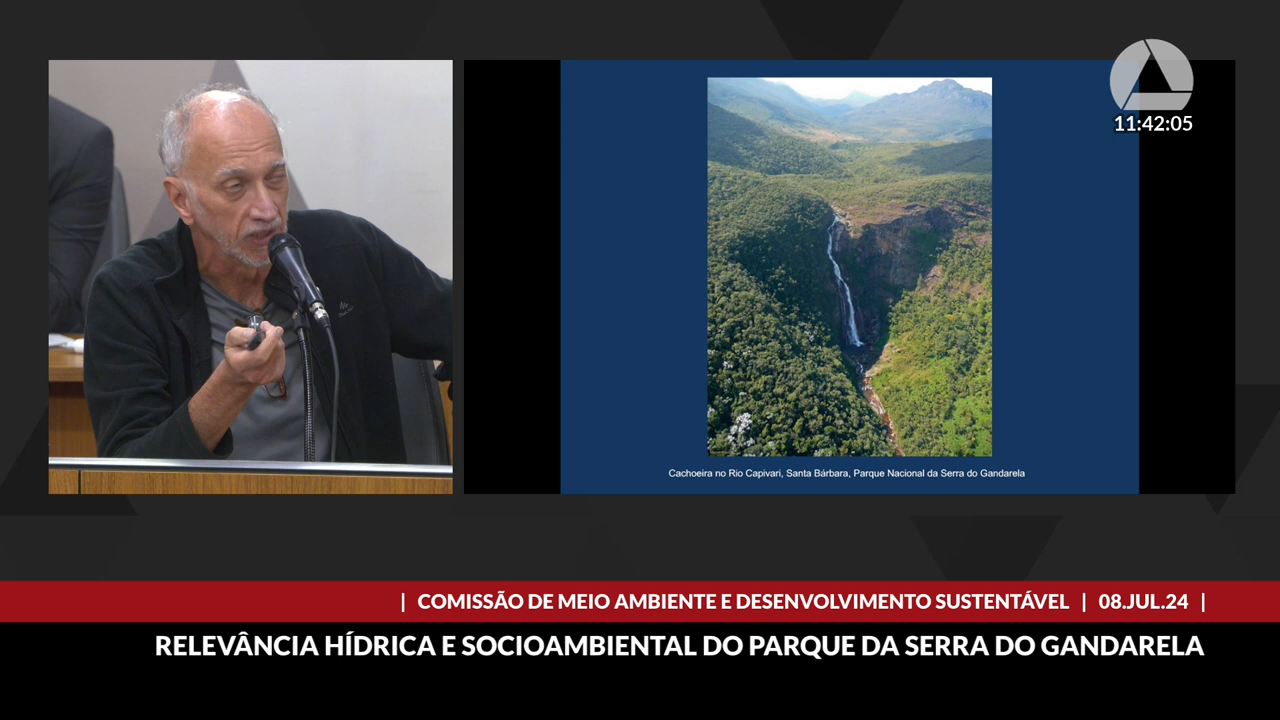 11:42:05
Cachoeira no Rio Capivari, Santa Bárbara, Parque Nacional da Serra do Gandarela
| COMISSÃO DE MEIO AMBIENTE E DESENVOLVIMENTO SUSTENTÁVEL | 08.JUL.24 |
RELEVÂNCIA HÍDRICA E SOCIOAMBIENTAL DO PARQUE DA SERRA DO GANDARELA